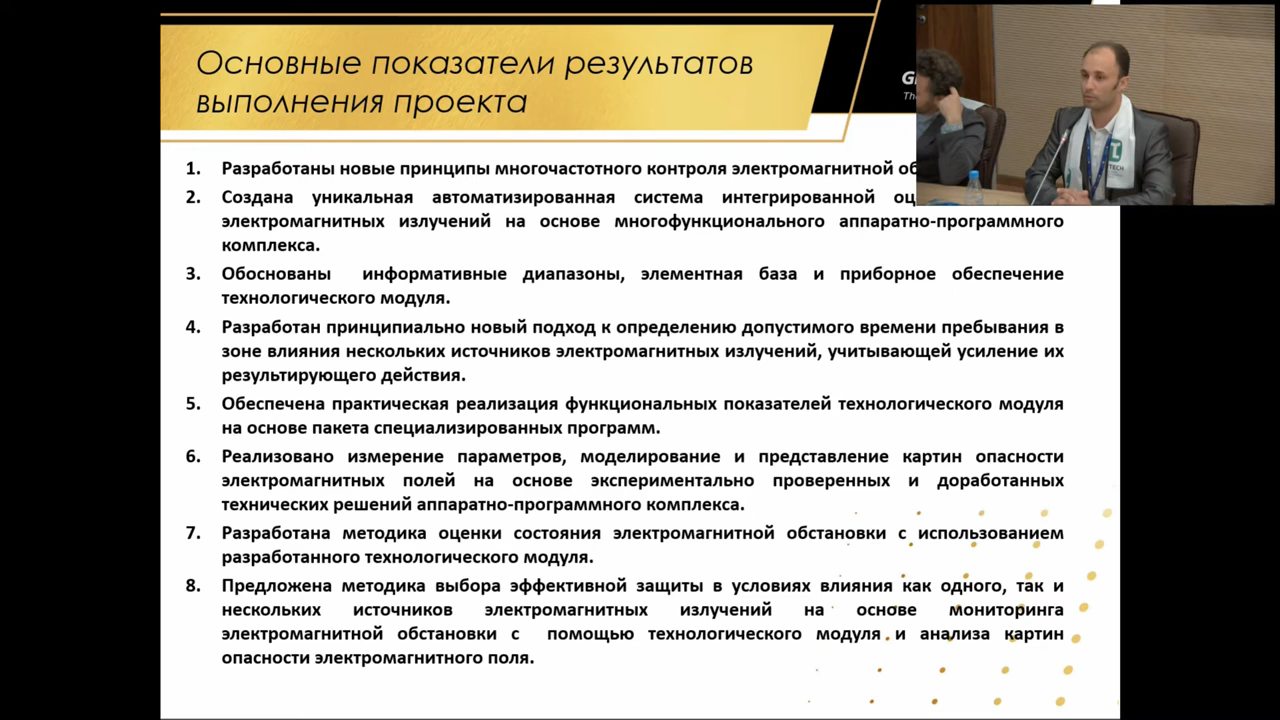 Основные показатели результатов
выполнения проекта
1. Разработаны новые принципы многочастотного контроля электромагнитной
2. Создана уникальная автоматизированная система интегрированной
электромагнитных излучений на основе многофункционального аппаратно-программного
комплекса.
3. Обоснованы информативные диапазоны, элементная база и приборное обеспечение
технологического модуля.
4. Разработан принципиально новый подход к определению допустимого времени пребывания в
зоне влияния нескольких источников электромагнитных излучений, учитывающей усиление их
результирующего действия.
5. Обеспечена практическая реализация функциональных показателей технологического модуля
на основе пакета специализированных программ.
6. Реализовано измерение параметров, моделирование и представление картин опасности
электромагнитных полей на основе экспериментально проверенных и доработанных
технических решений аппаратно-программного комплекса.
7. Разработана методика оценки состояния электромагнитной обстановки с использованием
разработанного технологического модуля.
8. Предложена методика выбора эффективной защиты в условиях влияния как одного, так и
нескольких источников электромагнитных излучений на основе мониторинга
электромагнитной обстановки с помощью технологического модуля и анализа картин
опасности электромагнитного поля.
TECH